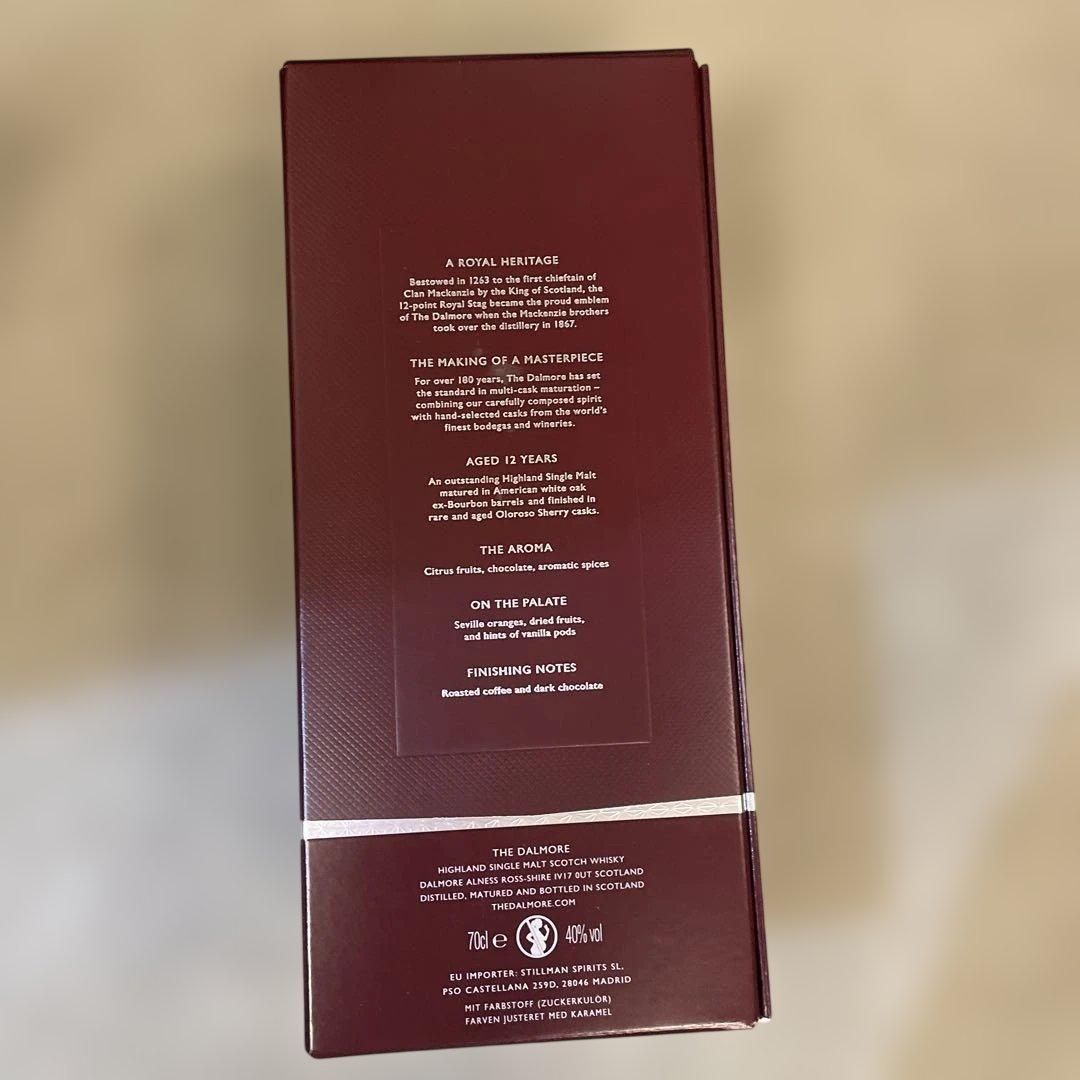 A ROYAL HERITAGE
Bestowed in 1263 to the first chieftain of
Clan Mackenzie by the King of Scotland, the
12-point Royal Stag became the proud emblem
of The Dalmore when the Mackenzie brothers
took over the distillery in 1867.
THE MAKING OF A MASTERPIECE
For over 180 years, The Dalmore has set
the standard in multi-cask maturation –
combining our carefully composed spirit
with hand-selected casks from the world's
finest bodegas and wineries.
AGED 12 YEARS
An outstanding Highland Single Malt
matured in American white oak
ex-Bourbon barrels and finished in
rare and aged Oloroso Sherry casks.
THE AROMA
Citrus fruits, chocolate, aromatic spices
ON THE PALATE
Seville oranges, dried fruits,
and hints of vanilla pods
FINISHING NOTES
Roasted coffee and dark chocolate
THE DALMORE
HIGHLAND SINGLE MALT SCOTCH WHISKY
DALMORE ALNESS ROSS-SHIRE IV17 0UT SCOTLAND
DISTILLED, MATURED AND BOTTLED IN SCOTLAND
THEDALMORE.COM
70cl e 40% vol
EU IMPORTER: STILLMAN SPIRITS SL,
PSO CASTELLANA 259D, 28046 MADRID
MIT FARBSTOFF (ZUCKERKULÖR)
FARVEN JUSTERET MED KARAMEL